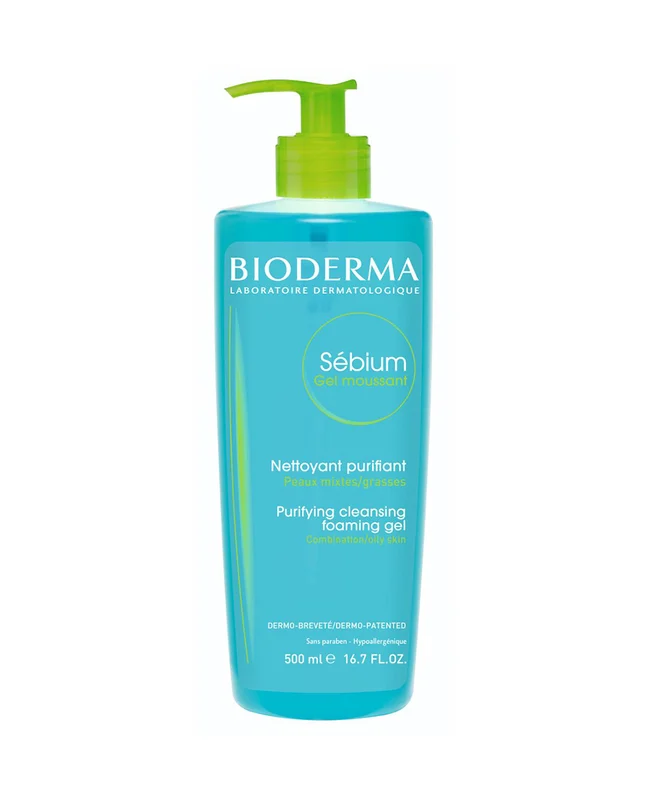 BIODERMA
LABORATOIRE DERMATOLOGIQUE
Sébium
Gel moussant
Nettoyant purifiant
Peaux mixtes/grasses
Purifying cleansing
foaming gel
Combination/oily skin
DERMO-BREVETÉ/DERMO-PATENTED
Sans paraben - Hypoallergénique
500 ml ℮ 16.7 FL.OZ.